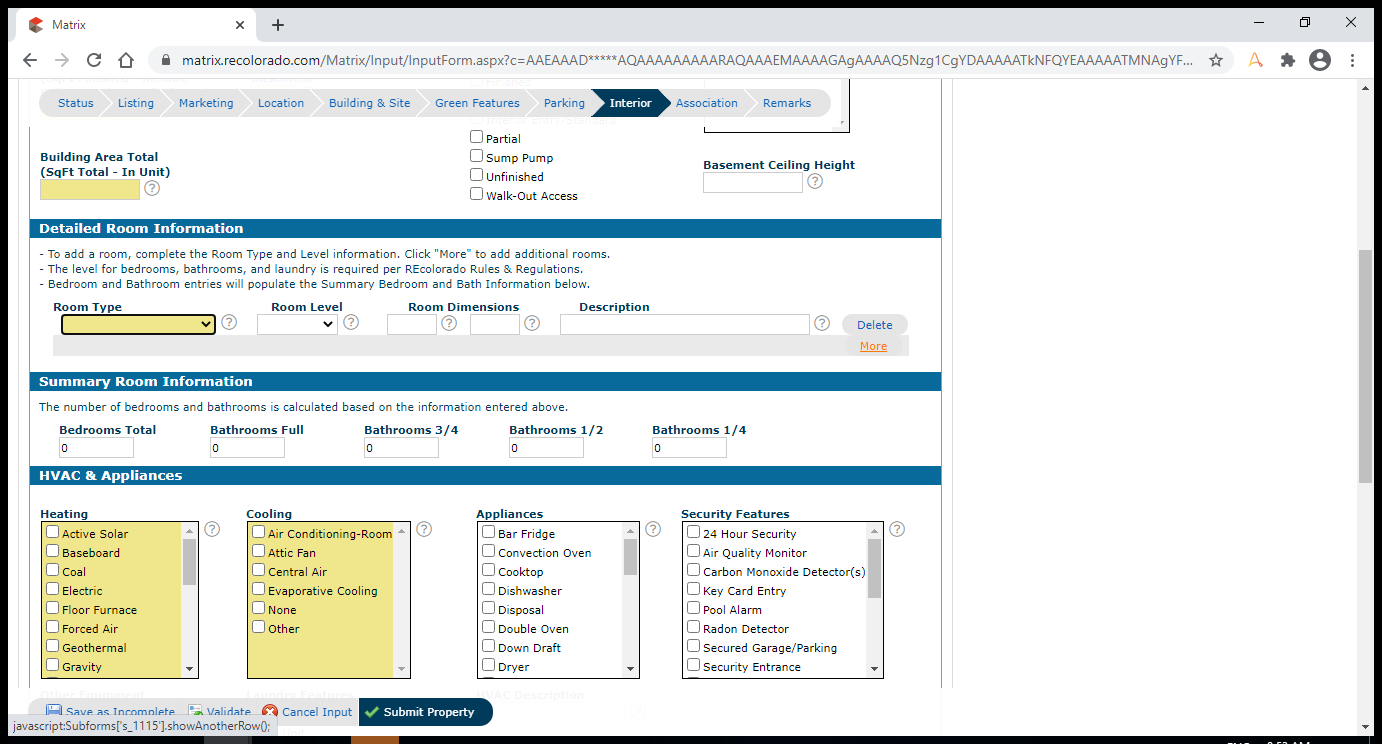 Matrix
matrix.recolorado.com/Matrix/Input/InputForm.aspx?c=AAEAAAD*****AQAAAAAAAAARAQAAAEMAAAAGAgAAAAQ5Nzg1CgYDAAAAATkNFQYEAAAAATMNAgYF...
Status Listing Marketing Location Building & Site Green Features Parking Interior Association Remarks
Partial
Sump Pump
Unfinished
Walk-Out Access
Building Area Total
(SqFt Total - In Unit)
Basement Ceiling Height
Detailed Room Information
- To add a room, complete the Room Type and Level information. Click "More" to add additional rooms.
- The level for bedrooms, bathrooms, and laundry is required per REcolorado Rules & Regulations.
- Bedroom and Bathroom entries will populate the Summary Bedroom and Bath Information below.
Room Type Room Level Room Dimensions Description
Delete
More
Summary Room Information
The number of bedrooms and bathrooms is calculated based on the information entered above.
Bedrooms Total Bathrooms Full Bathrooms 3/4 Bathrooms 1/2 Bathrooms 1/4
0 0 0 0 0
HVAC & Appliances
Heating
Active Solar
Baseboard
Coal
Electric
Floor Furnace
Forced Air
Geothermal
Gravity
Cooling
Air Conditioning-Room
Attic Fan
Central Air
Evaporative Cooling
None
Other
Appliances
Bar Fridge
Convection Oven
Cooktop
Dishwasher
Disposal
Double Oven
Down Draft
Dryer
Security Features
24 Hour Security
Air Quality Monitor
Carbon Monoxide Detector(s)
Key Card Entry
Pool Alarm
Radon Detector
Secured Garage/Parking
Security Entrance
Other Equipment Laundry Features HVAC Description
Save as Incomplete Validate Cancel Input Submit Property
javascript:Subforms['s_1115'].showAnotherRow();